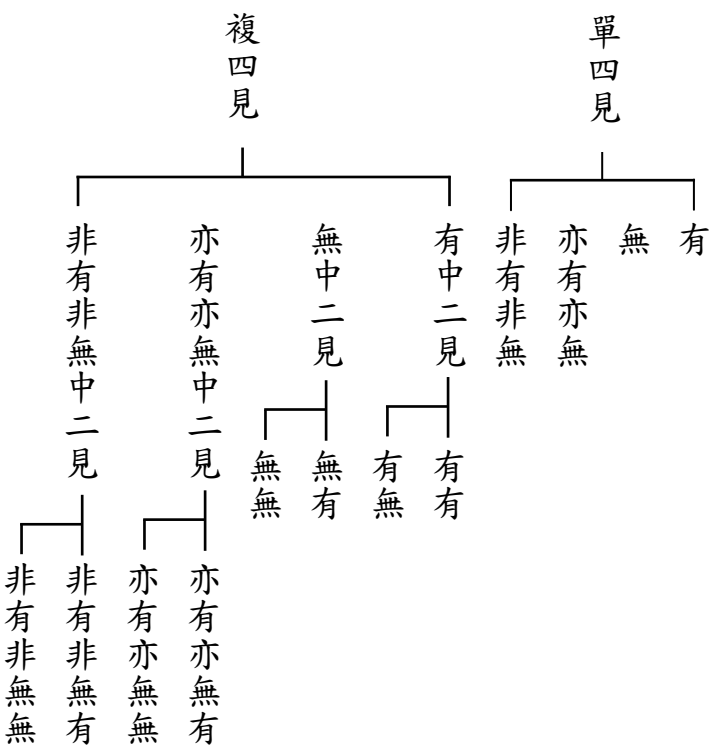 單四見
有
無
亦有亦無
非有非無
複四見
有中二見
有有
有無
無中二見
無有
無無
亦有亦無中二見
亦有亦無有
亦有亦無無
非有非無中二見
非有非無有
非有非無無